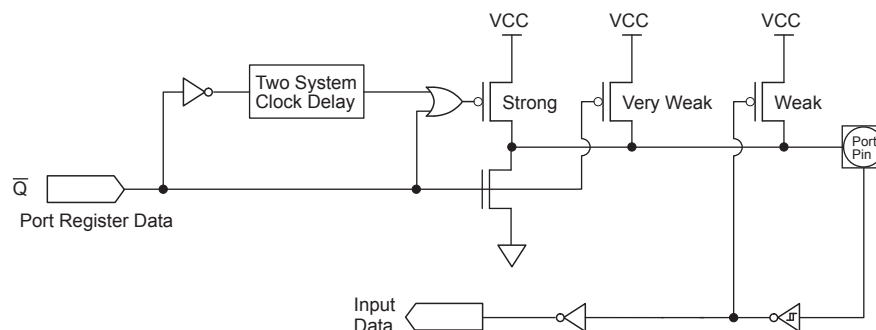 VCC
VCC
VCC
Two System
Clock Delay
Strong
Very Weak
Weak
Port
Pin
Q̅
Port Register Data
Input
Data